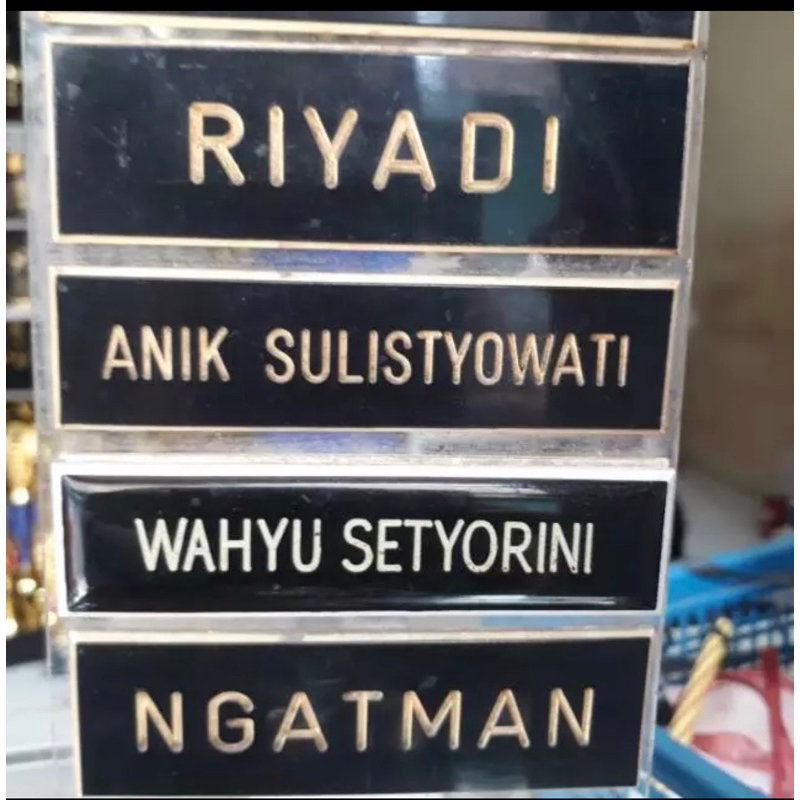 RIYADI
ANIK SULISTYOWATI
WAHYU SETYORINI
NGATMAN